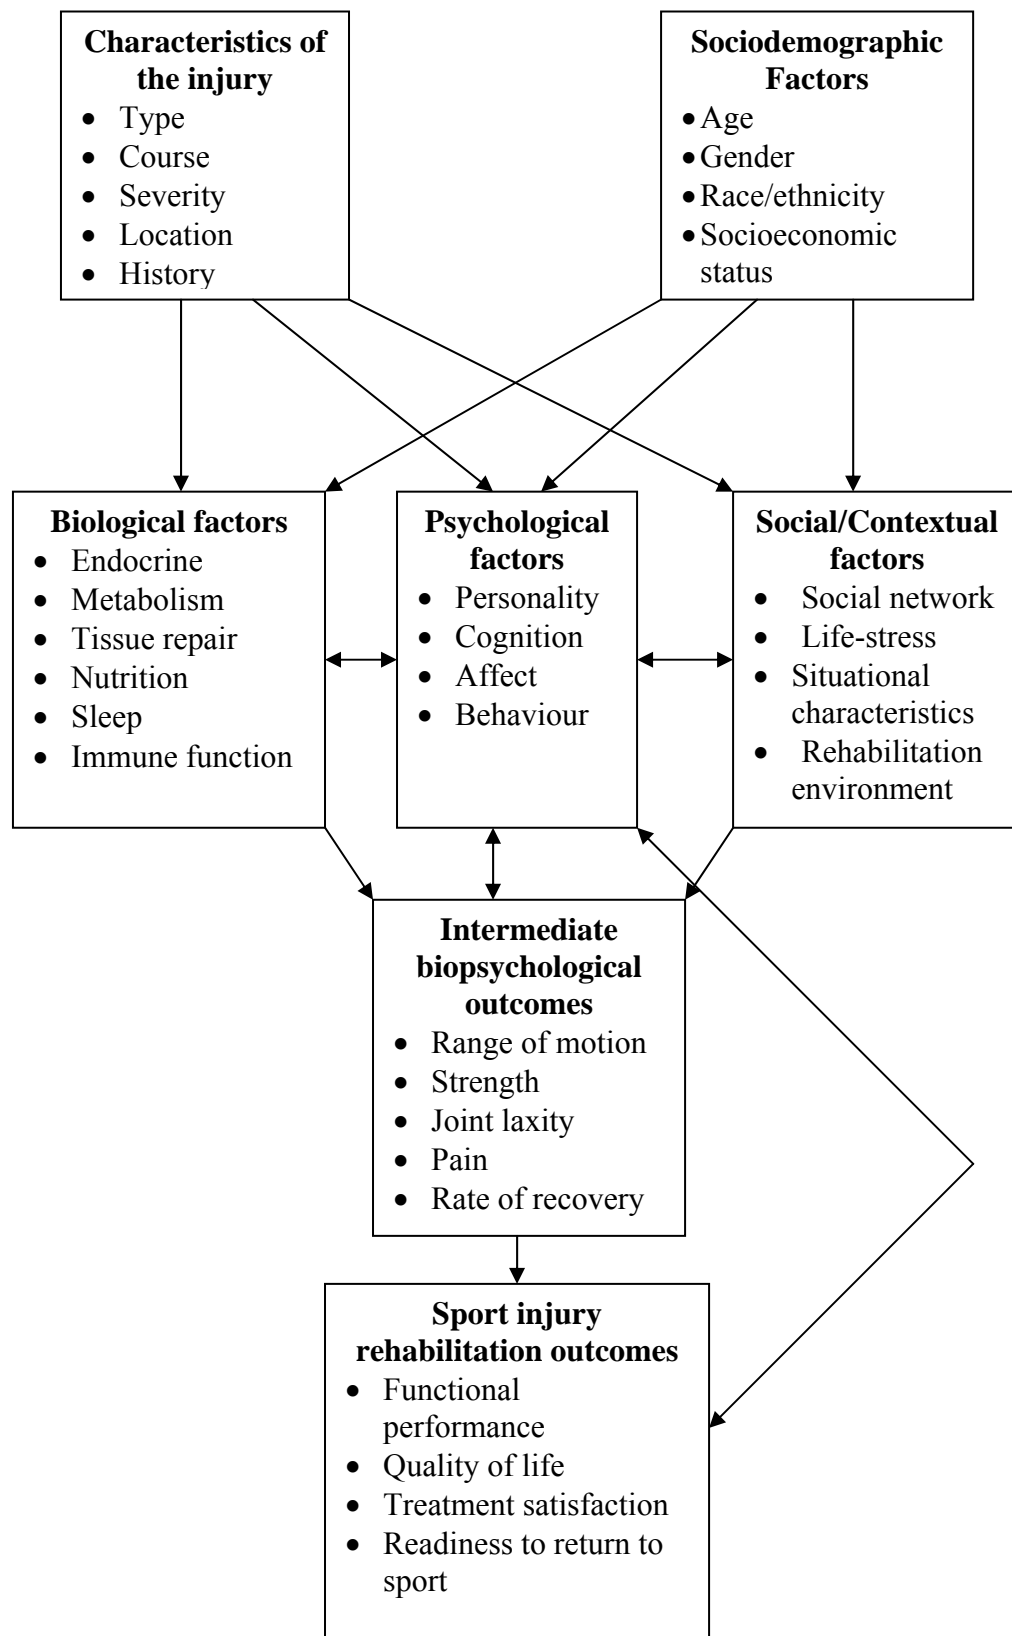 Characteristics of
the injury
• Type
• Course
• Severity
• Location
• History
Sociodemographic
Factors
• Age
• Gender
• Race/ethnicity
• Socioeconomic
status
Biological factors
• Endocrine
• Metabolism
• Tissue repair
• Nutrition
• Sleep
• Immune function
Psychological
factors
• Personality
• Cognition
• Affect
• Behaviour
Social/Contextual
factors
• Social network
• Life-stress
• Situational
characteristics
• Rehabilitation
environment
Intermediate
biopsychological
outcomes
• Range of motion
• Strength
• Joint laxity
• Pain
• Rate of recovery
Sport injury
rehabilitation outcomes
• Functional
performance
• Quality of life
• Treatment satisfaction
• Readiness to return to
sport